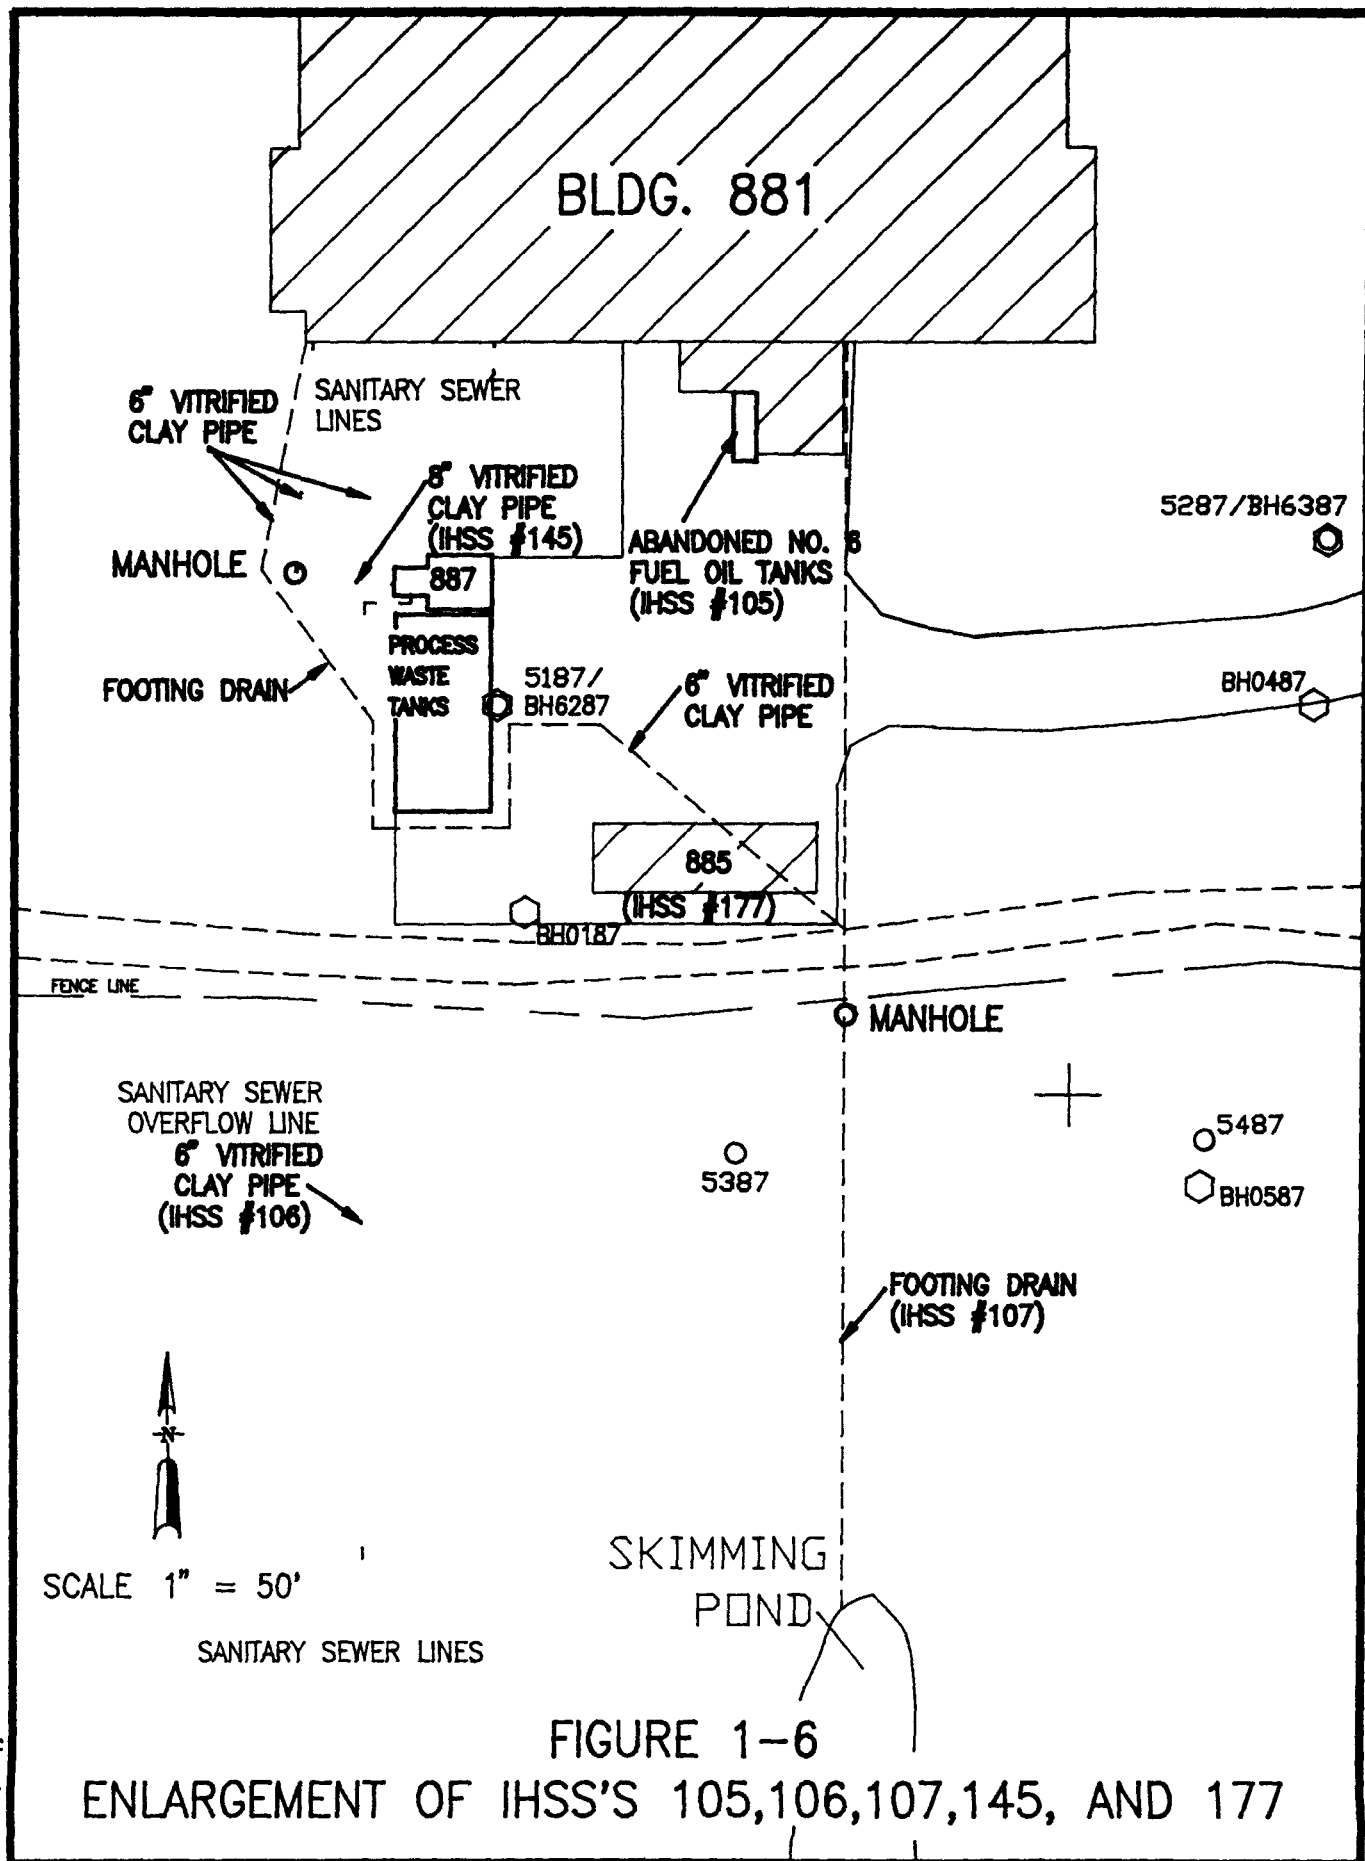 BLDG. 881
6" VITRIFIED
CLAY PIPE
SANITARY SEWER
LINES
8" VITRIFIED
CLAY PIPE
(IHSS #145)
ABANDONED NO. 6
FUEL OIL TANKS
(IHSS #105)
5287/BH6387
MANHOLE
887
PROCESS
WASTE
TANKS
FOOTING DRAIN
5187/
BH6287
6" VITRIFIED
CLAY PIPE
BH0487
885
(IHSS #177)
BH0187
FENCE LINE
MANHOLE
SANITARY SEWER
OVERFLOW LINE
6" VITRIFIED
CLAY PIPE
(IHSS #106)
5387
5487
BH0587
FOOTING DRAIN
(IHSS #107)
N
SCALE 1" = 50'
SKIMMING
POND
SANITARY SEWER LINES
FIGURE 1-6
ENLARGEMENT OF IHSS'S 105,106,107,145, AND 177